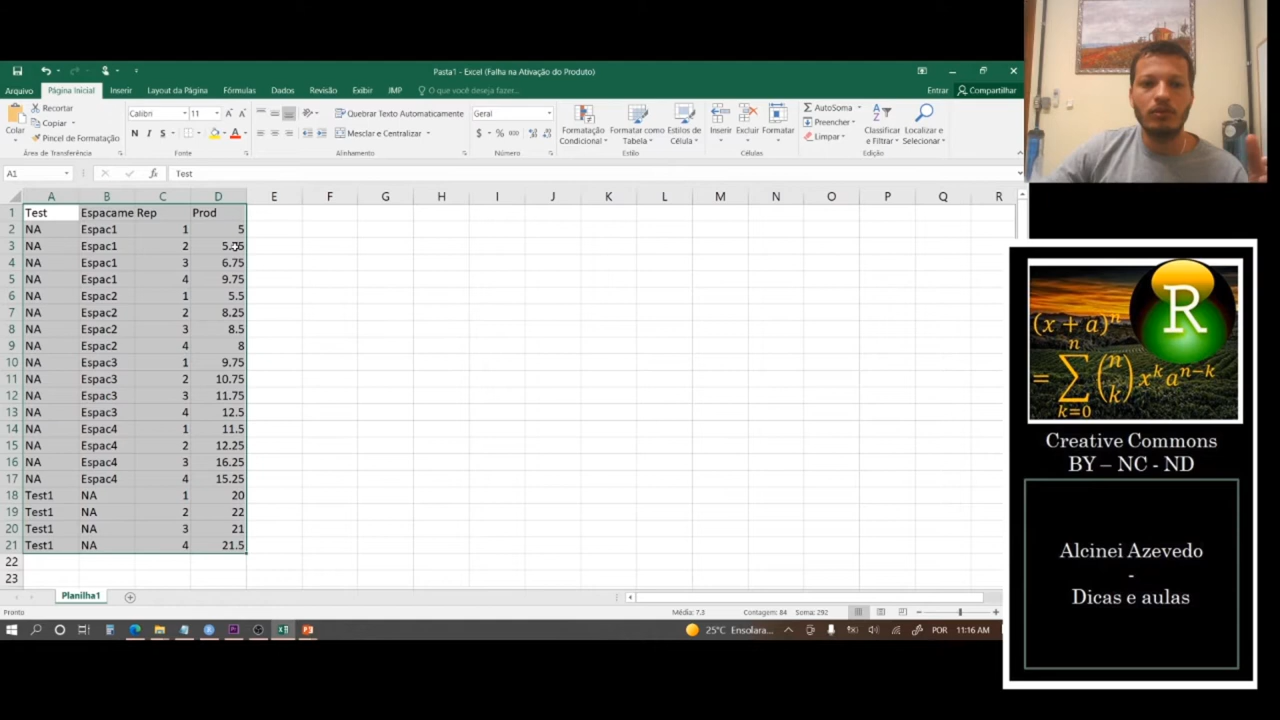 Pasta1 - Excel (Falha na Ativação do Produto)
Arquivo Página Inicial Inserir Layout da Página Fórmulas Dados Revisão Exibir JMP O que você deseja fazer... Entrar Compartilhar
Colar
Recortar
Copiar
Pincel de Formatação
Área de Transferência
Calibri 11
N I S
Fonte
Quebrar Texto Automaticamente
Mesclar e Centralizar
Alinhamento
Geral
$ % 000
Número
Formatação Condicional
Formatar como Tabela
Estilos de Célula
Estilo
Inserir Excluir Formatar
Células
AutoSoma
Preencher
Limpar
Classificar e Filtrar
Localizar e Selecionar
Edição
A1 fx Test
A B C D E F G H I J K L M N O P Q R
1 Test Espacame Rep Prod
2 NA Espac1 1 5
3 NA Espac1 2
4 NA Espac1 3 6.75
5 NA Espac1 4 9.75
6 NA Espac2 1 5.5
7 NA Espac2 2 8.25
8 NA Espac2 3 8.5
9 NA Espac2 4 8
10 NA Espac3 1 9.75
11 NA Espac3 2 10.75
12 NA Espac3 3 11.75
13 NA Espac3 4 12.5
14 NA Espac4 1 11.5
15 NA Espac4 2 12.25
16 NA Espac4 3 16.25
17 NA Espac4 4 15.25
18 Test1 NA 1 20
19 Test1 NA 2 22
20 Test1 NA 3 21
21 Test1 NA 4 21.5
22
23
Planilha1
Pronto Média: 7.3 Contagem: 84 Soma: 292
25°C Ensolara... POR 11:16 AM
R
(x + a)^n
= ∑ k=0 n (n k) x^k a^(n−k)
Creative Commons
BY – NC - ND
Alcinei Azevedo
-
Dicas e aulas